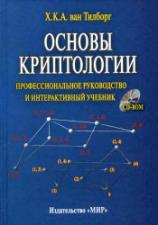 Х.К.А. ван Тилборг
ОСНОВЫ
КРИПТОЛОГИИ
ПРОФЕССИОНАЛЬНОЕ РУКОВОДСТВО
И ИНТЕРАКТИВНЫЙ УЧЕБНИК
CD-ROM
Издательство «МИР»